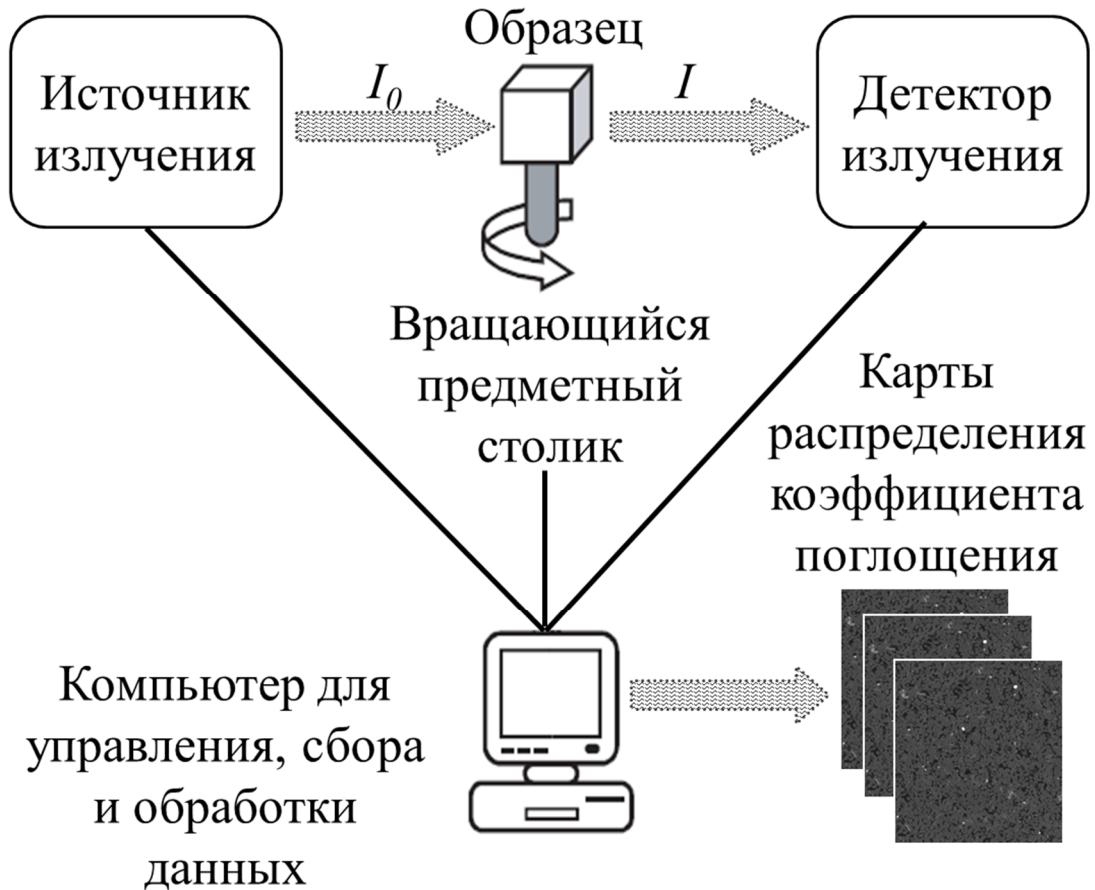 Образец
Источник
излучения
I₀
I
Детектор
излучения
Вращающийся
предметный
столик
Карты
распределения
коэффициента
поглощения
Компьютер для
управления, сбора
и обработки
данных